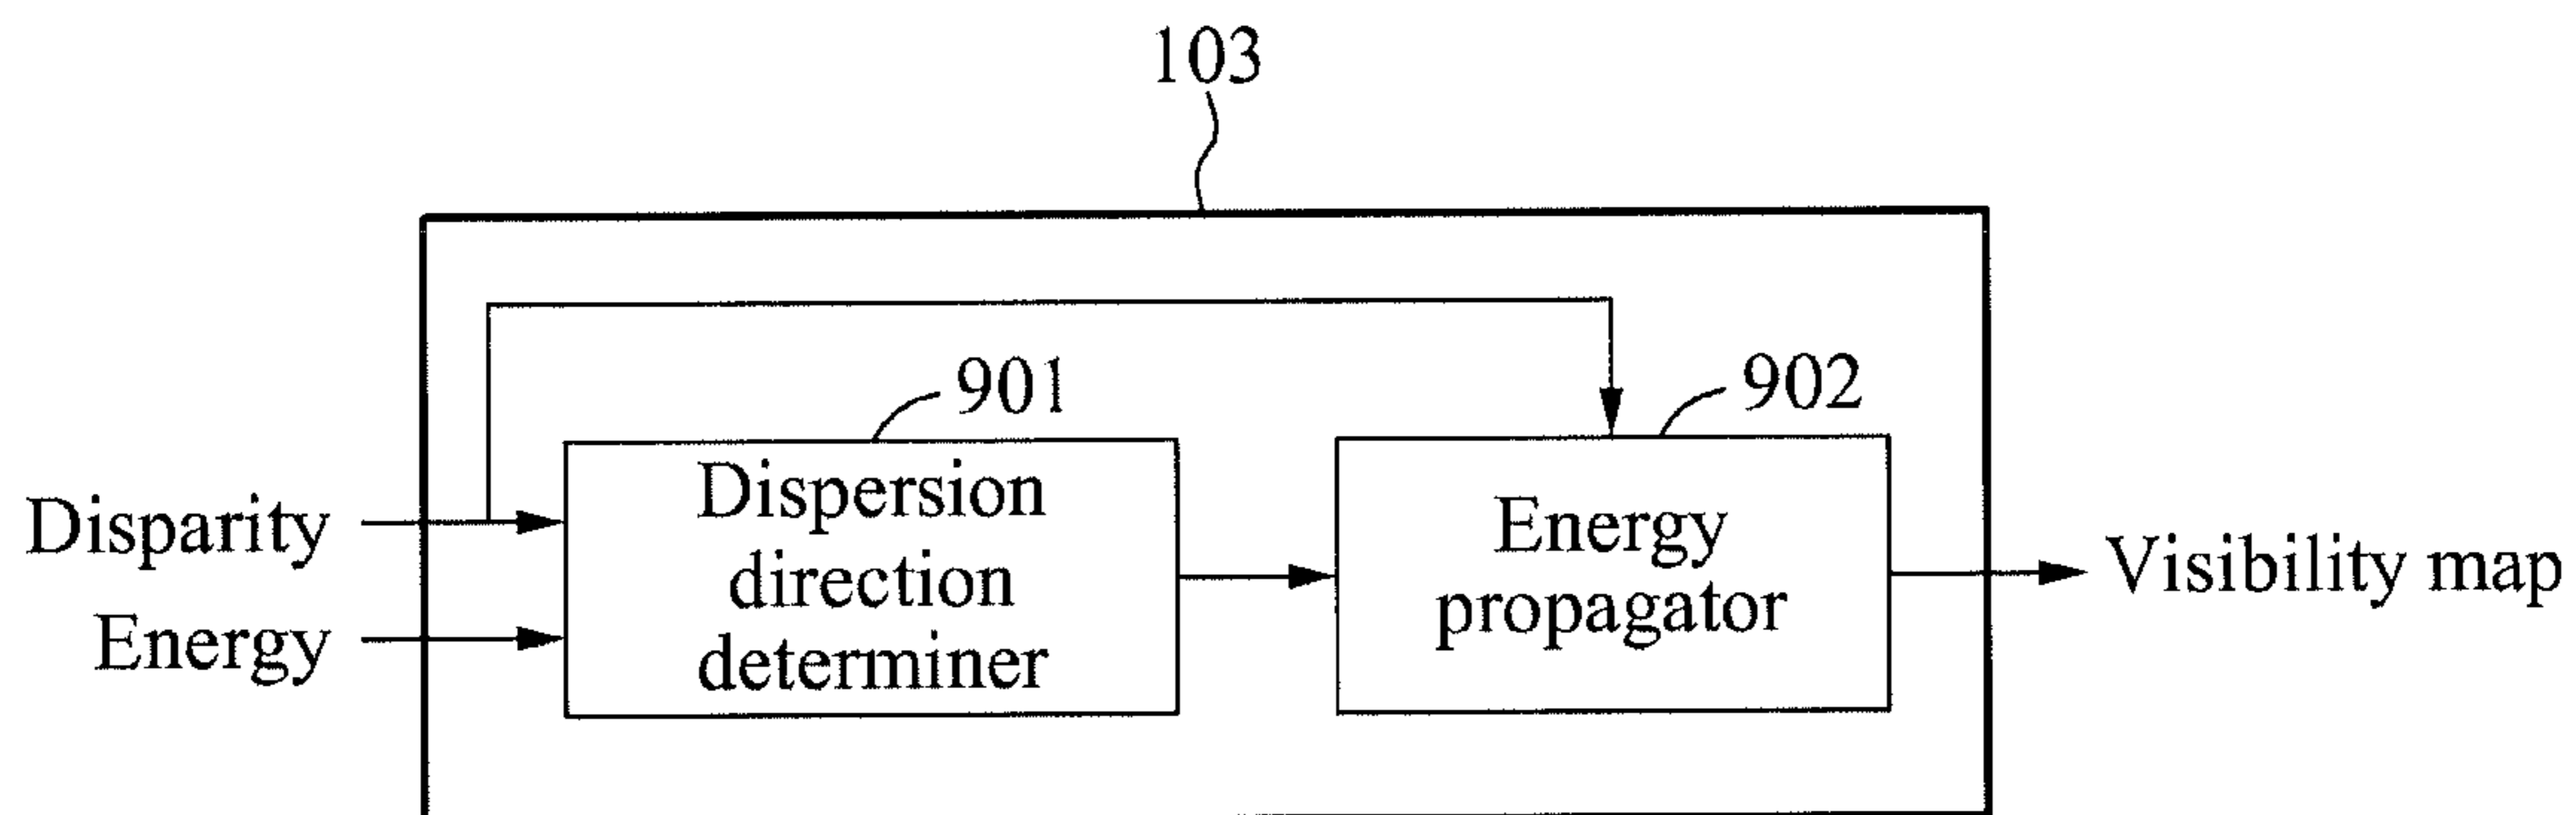 103
901
902
Disparity
Energy
Dispersion
direction
determiner
Energy
propagator
Visibility map